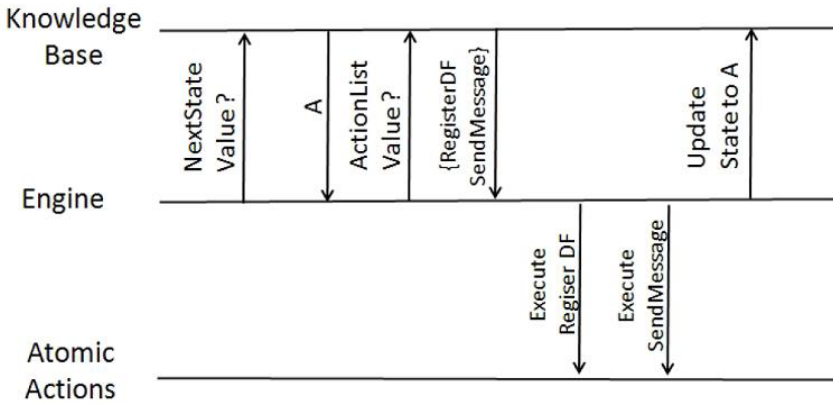 Knowledge
Base
NextState
Value ?
A
ActionList
Value ?
{RegisterDF
SendMessage}
Update
State to A
Engine
Execute
Regiser DF
Execute
SendMessage
Atomic
Actions